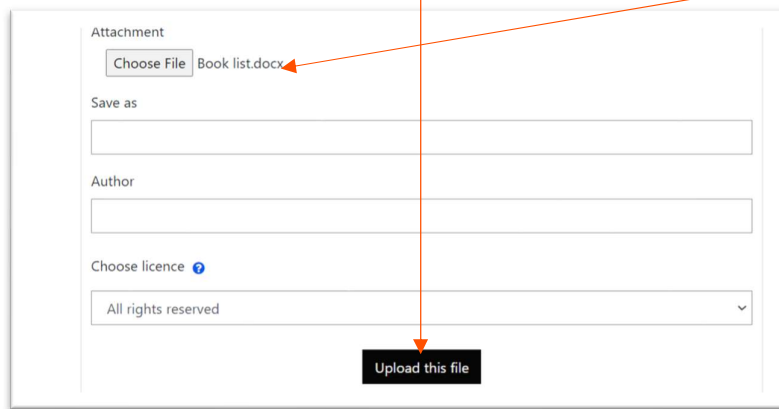 Attachment
Choose File Book list.docx
Save as
Author
Choose licence ?
All rights reserved
Upload this file